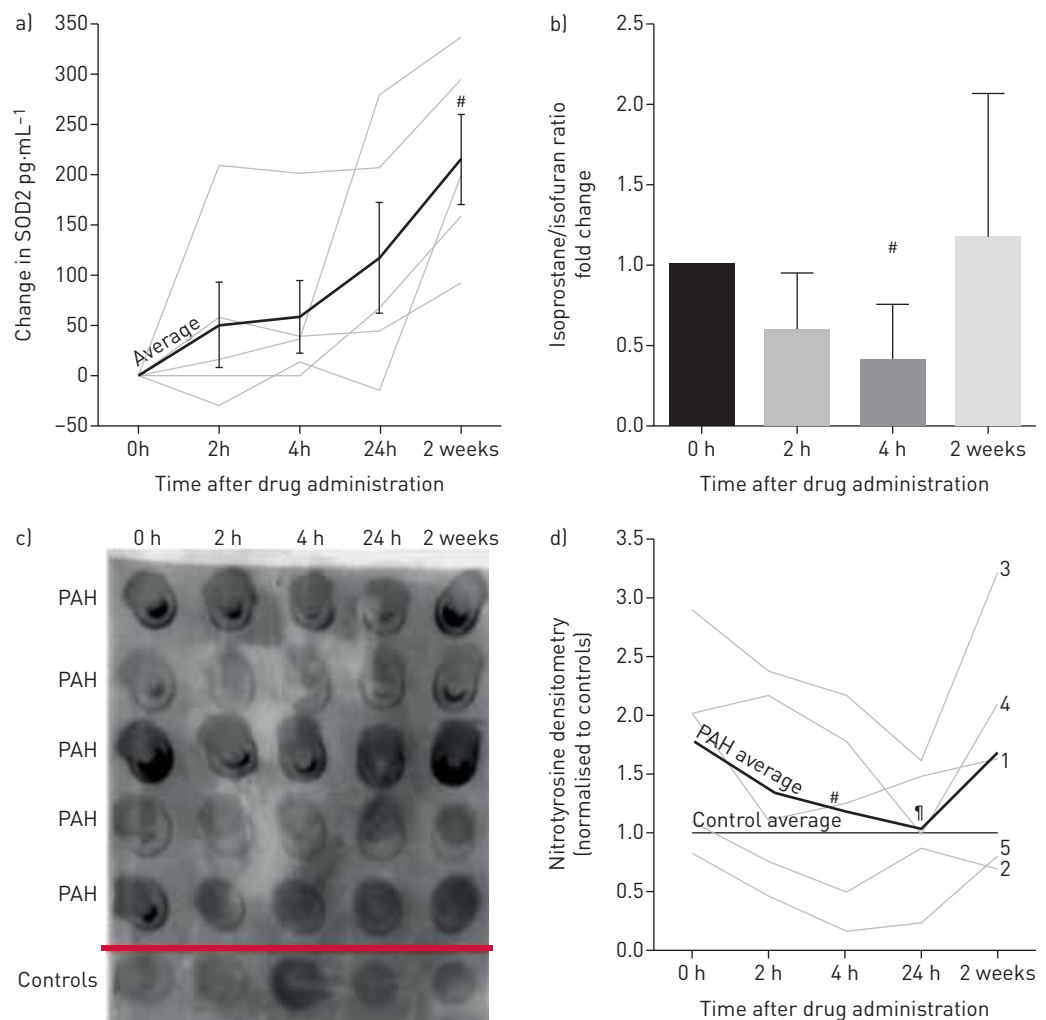 a)
350
300
250
200
150
100
50
0
–50
Change in SOD2 pg·mL⁻¹
Average
#
0h 2h 4h 24h 2 weeks
Time after drug administration
b)
2.5
2.0
1.5
1.0
0.5
0.0
Isoprostane/isofuran ratio
fold change
#
0 h 2 h 4 h 2 weeks
Time after drug administration
c)
0 h 2 h 4 h 24 h 2 weeks
PAH
PAH
PAH
PAH
PAH
Controls
d)
3.5
3.0
2.5
2.0
1.5
1.0
0.5
0.0
Nitrotyrosine densitometry
(normalised to controls)
PAH average
#
¶
Control average
3
4
1
5
2
0 h 2 h 4 h 24 h 2 weeks
Time after drug administration